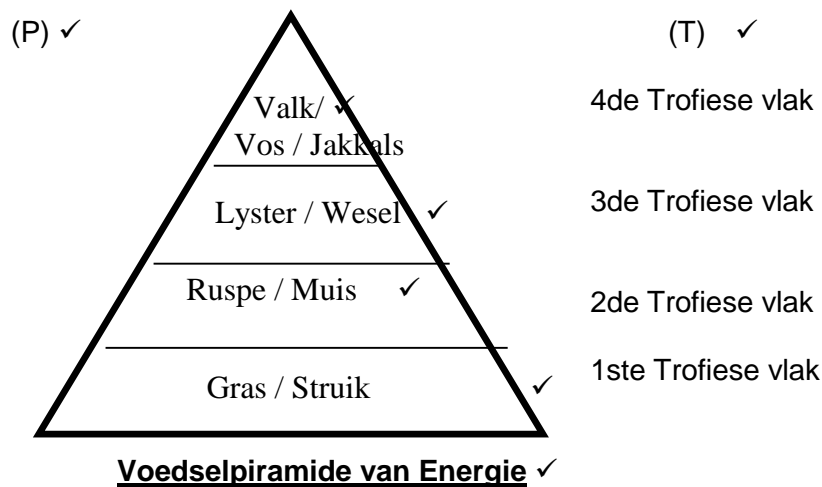 (P) ✓ (T) ✓
Valk/ ✓ 4de Trofiese vlak
Vos / Jakkals
Lyster / Wesel ✓ 3de Trofiese vlak
Ruspe / Muis ✓ 2de Trofiese vlak
Gras / Struik ✓ 1ste Trofiese vlak
Voedselpiramide van Energie ✓